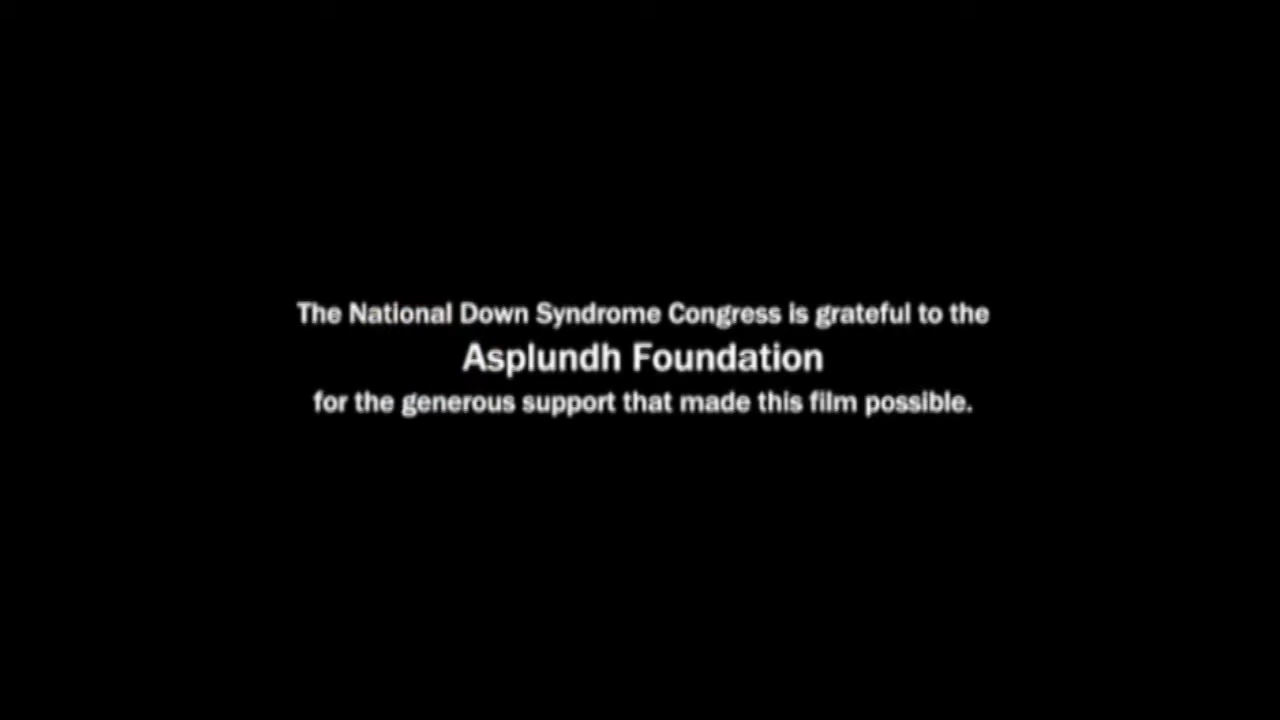 The National Down Syndrome Congress is grateful to the
Asplundh Foundation
for the generous support that made this film possible.